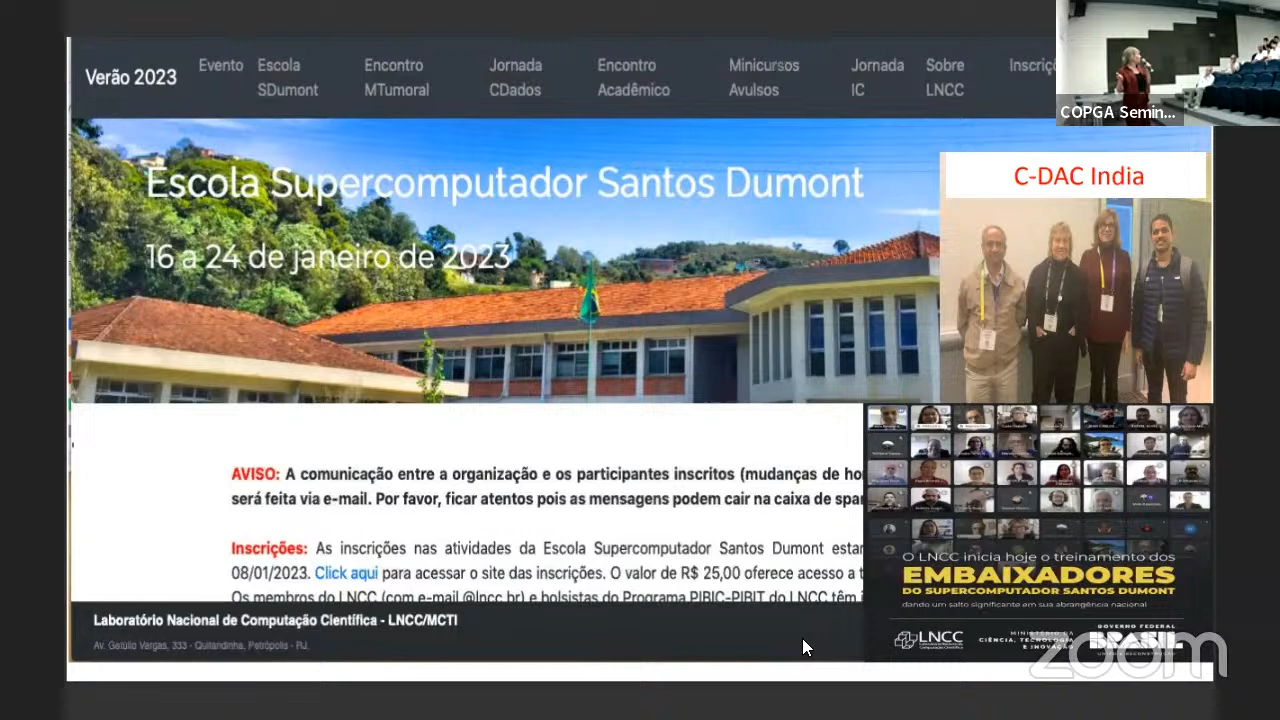 Verão 2023
Evento
Escola
SDumont
Encontro
MTumoral
Jornada
CDados
Encontro
Acadêmico
Minicursos
Avulsos
Jornada
IC
Sobre
LNCC
Inscriçõ
COPGA Semin...
Escola Supercomputador Santos Dumont
16 a 24 de janeiro de 2023
C-DAC India
AVISO: A comunicação entre a organização e os participantes inscritos (mudanças de hor
será feita via e-mail. Por favor, ficar atentos pois as mensagens podem cair na caixa de spar
Inscrições: As inscrições nas atividades da Escola Supercomputador Santos Dumont estar
08/01/2023. Click aqui para acessar o site das inscrições. O valor de R$ 25,00 oferece acesso a t
Os membros do LNCC (com e-mail @lncc.br) e bolsistas do Programa PIBIC-PIBIT do LNCC têm i
Laboratório Nacional de Computação Científica - LNCC/MCTI
Av. Getúlio Vargas, 333 - Quitandinha, Petrópolis - RJ.
O LNCC inicia hoje o treinamento dos
EMBAIXADORES
DO SUPERCOMPUTADOR SANTOS DUMONT
dando um salto significante em sua abrangência nacional
LNCC
MINISTÉRIO DA
CIÊNCIA, TECNOLOGIA
E INOVAÇÃO
GOVERNO FEDERAL
BRASIL
UNIÃO E RECONSTRUÇÃO
zoom